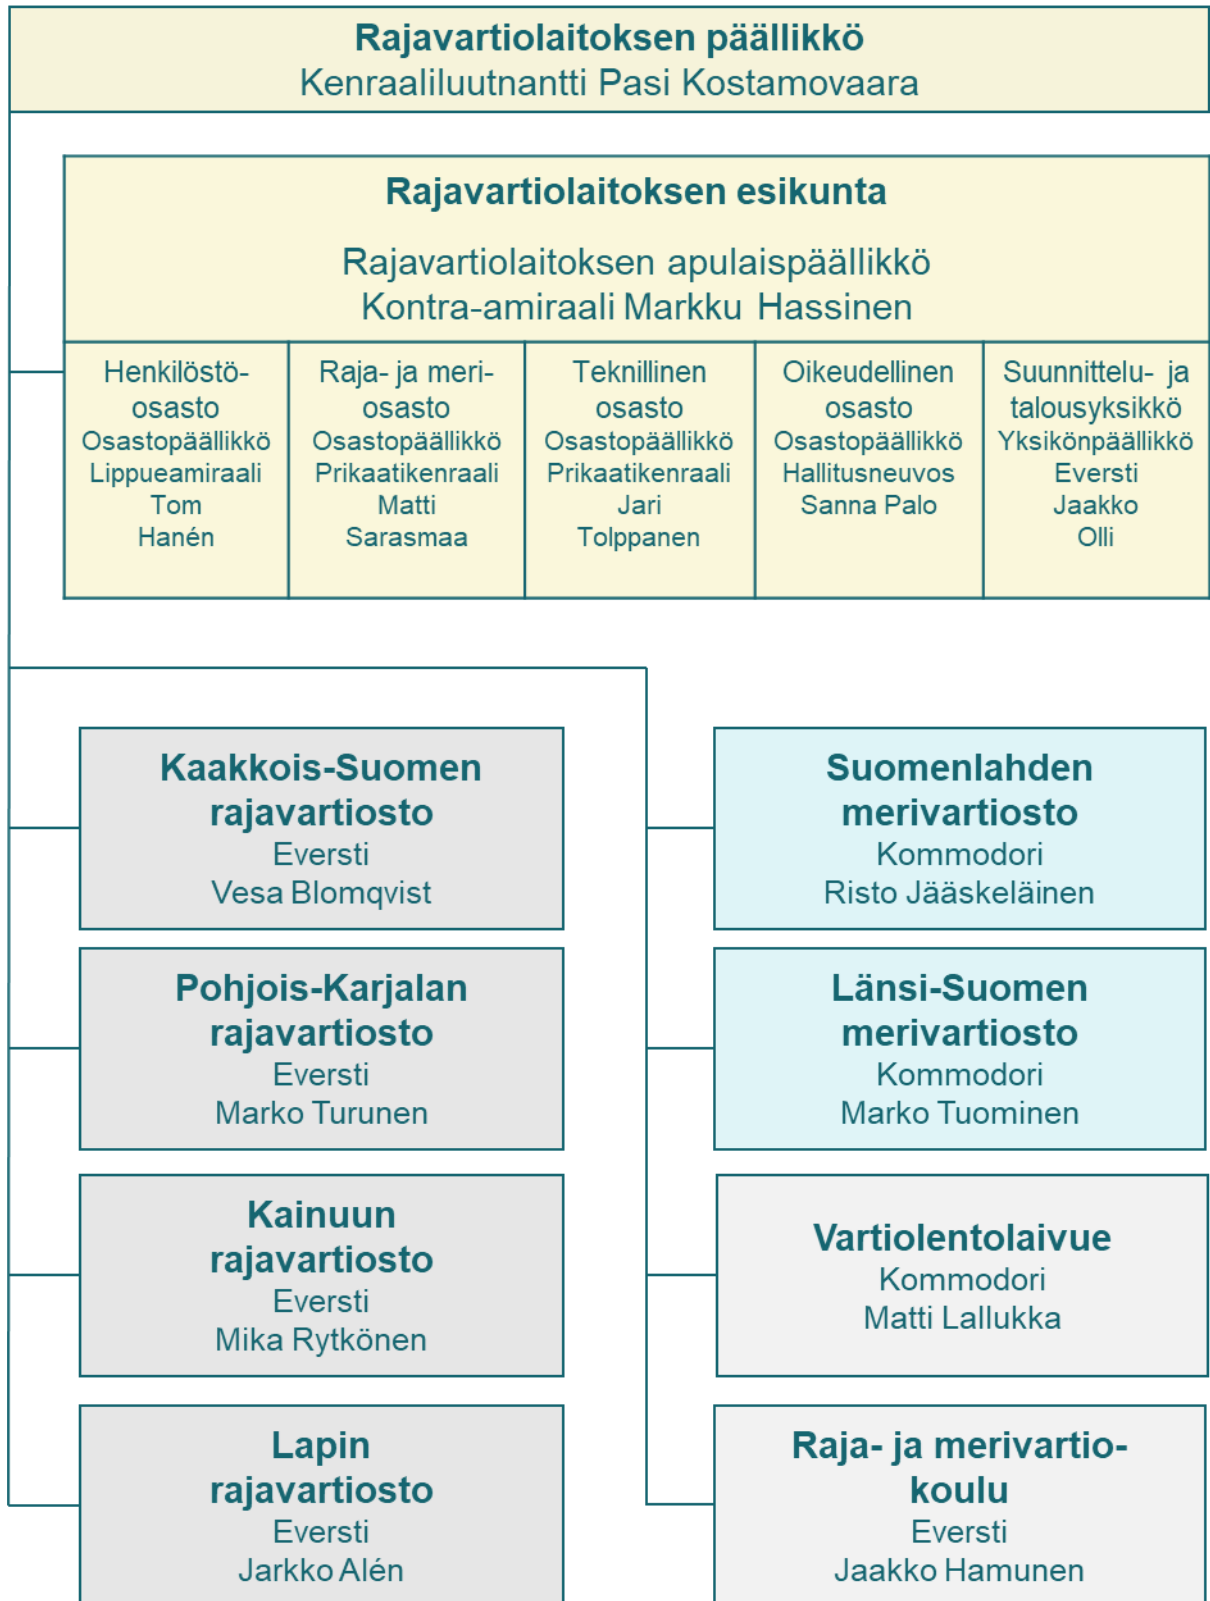 Rajavartiolaitoksen päällikkö
Kenraaliluutnantti Pasi Kostamovaara
Rajavartiolaitoksen esikunta
Rajavartiolaitoksen apulaispäällikkö
Kontra-amiraali Markku Hassinen
Henkilöstö-
osasto
Osastopäällikkö
Lippueamiraali
Tom
Hanén
Raja- ja meri-
osasto
Osastopäällikkö
Prikaatikenraali
Matti
Sarasmaa
Teknillinen
osasto
Osastopäällikkö
Prikaatikenraali
Jari
Tolppanen
Oikeudellinen
osasto
Osastopäällikkö
Hallitusneuvos
Sanna Palo
Suunnittelu- ja
talousyksikkö
Yksikönpäällikkö
Eversti
Jaakko
Olli
Kaakkois-Suomen
rajavartiosto
Eversti
Vesa Blomqvist
Pohjois-Karjalan
rajavartiosto
Eversti
Marko Turunen
Kainuun
rajavartiosto
Eversti
Mika Rytkönen
Lapin
rajavartiosto
Eversti
Jarkko Alén
Suomenlahden
merivartiosto
Kommodori
Risto Jääskeläinen
Länsi-Suomen
merivartiosto
Kommodori
Marko Tuominen
Vartiolentolaivue
Kommodori
Matti Lallukka
Raja- ja merivartio-
koulu
Eversti
Jaakko Hamunen